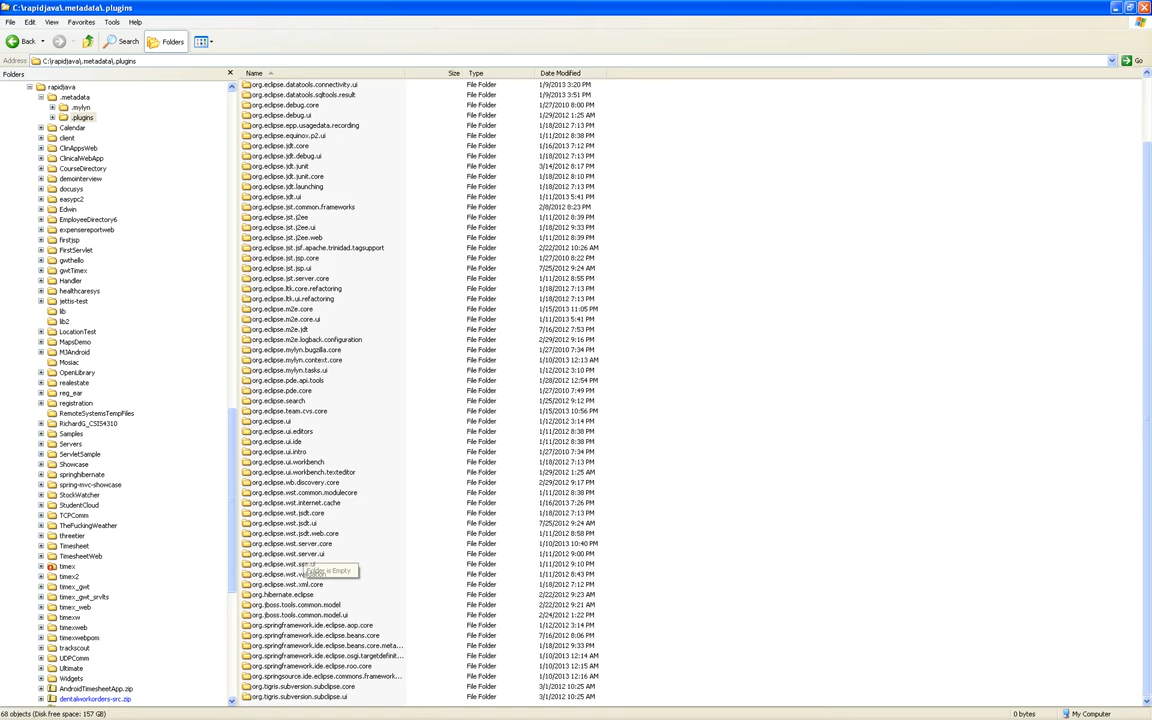 C:\rapidjava\.metadata\.plugins
File Edit View Favorites Tools Help
Back Search Folders
Address C:\rapidjava\.metadata\.plugins Go
Folders
rapidjava
.metadata
.mylyn
.plugins
Calendar
client
ClinAppsWeb
ClinicalWebApp
CourseDirectory
demointerview
docusys
easypc2
Edwin
EmployeeDirectory6
expensereportweb
firstjsp
FirstServlet
gwthello
gwtTimex
Handler
healthcaresys
jettis-test
lib
lib2
LocationTest
MapsDemo
M3Android
Mosiac
OpenLibrary
realestate
reg_ear
registration
RemoteSystemsTempFiles
RichardG_CSI54310
Samples
Servers
ServletSample
Showcase
springhibernate
spring-mvc-showcase
StockWatcher
StudentCloud
TCPComm
TheFuckingWeather
threetier
Timesheet
TimesheetWeb
timex
timex2
timex_gwt
timex_gwt_srvlts
timex_web
timexw
timexweb
timexwebpom
trackscout
UDPComm
Ultimate
Widgets
AndroidTimesheetApp.zip
dentalworkorders-src.zip
Name Size Type Date Modified
org.eclipse.datatools.connectivity.ui File Folder 1/9/2013 3:20 PM
org.eclipse.datatools.sqltools.result File Folder 1/9/2013 3:51 PM
org.eclipse.debug.core File Folder 1/27/2010 8:00 PM
org.eclipse.debug.ui File Folder 1/29/2012 1:25 AM
org.eclipse.epp.usagedata.recording File Folder 1/18/2012 7:13 PM
org.eclipse.equinox.p2.ui File Folder 1/11/2012 8:38 PM
org.eclipse.jdt.core File Folder 1/16/2013 7:12 PM
org.eclipse.jdt.debug.ui File Folder 1/18/2012 7:13 PM
org.eclipse.jdt.junit File Folder 3/14/2012 8:17 PM
org.eclipse.jdt.junit.core File Folder 1/18/2012 8:10 PM
org.eclipse.jdt.launching File Folder 1/18/2012 7:13 PM
org.eclipse.jdt.ui File Folder 1/11/2013 5:41 PM
org.eclipse.jst.common.frameworks File Folder 2/8/2012 8:23 PM
org.eclipse.jst.j2ee File Folder 1/11/2012 8:39 PM
org.eclipse.jst.j2ee.ui File Folder 1/18/2012 9:33 PM
org.eclipse.jst.j2ee.web File Folder 1/11/2012 8:39 PM
org.eclipse.jst.jsf.apache.trinidad.tagsupport File Folder 2/22/2012 10:26 AM
org.eclipse.jst.jsp.core File Folder 1/27/2010 8:22 PM
org.eclipse.jst.jsp.ui File Folder 7/25/2012 9:24 AM
org.eclipse.jst.server.core File Folder 1/11/2012 8:55 PM
org.eclipse.ltk.core.refactoring File Folder 1/18/2012 7:13 PM
org.eclipse.ltk.ui.refactoring File Folder 1/18/2012 7:13 PM
org.eclipse.m2e.core File Folder 1/15/2013 11:05 PM
org.eclipse.m2e.core.ui File Folder 1/11/2013 5:41 PM
org.eclipse.m2e.jdt File Folder 7/16/2012 7:53 PM
org.eclipse.m2e.logback.configuration File Folder 2/29/2012 9:16 PM
org.eclipse.mylyn.bugzilla.core File Folder 1/27/2010 7:34 PM
org.eclipse.mylyn.context.core File Folder 1/10/2013 12:13 AM
org.eclipse.mylyn.tasks.ui File Folder 1/12/2012 3:10 PM
org.eclipse.pde.api.tools File Folder 1/28/2012 12:54 PM
org.eclipse.pde.core File Folder 1/27/2010 7:49 PM
org.eclipse.search File Folder 1/25/2012 9:12 PM
org.eclipse.team.cvs.core File Folder 1/15/2013 10:56 PM
org.eclipse.ui File Folder 1/12/2012 3:14 PM
org.eclipse.ui.editors File Folder 1/11/2012 8:38 PM
org.eclipse.ui.ide File Folder 1/11/2012 8:38 PM
org.eclipse.ui.intro File Folder 1/27/2010 7:34 PM
org.eclipse.ui.workbench File Folder 1/18/2012 7:13 PM
org.eclipse.ui.workbench.texteditor File Folder 1/29/2012 1:25 AM
org.eclipse.wb.discovery.core File Folder 2/29/2012 9:17 PM
org.eclipse.wst.common.modulecore File Folder 1/11/2012 8:38 PM
org.eclipse.wst.internet.cache File Folder 1/16/2013 7:26 PM
org.eclipse.wst.jsdt.core File Folder 1/18/2012 7:13 PM
org.eclipse.wst.jsdt.ui File Folder 7/25/2012 9:24 AM
org.eclipse.wst.jsdt.web.core File Folder 1/11/2012 8:58 PM
org.eclipse.wst.server.core File Folder 1/10/2013 10:40 PM
org.eclipse.wst.server.ui File Folder 1/11/2012 9:00 PM
org.eclipse.wst.sse.ui File Folder 1/11/2012 9:10 PM
Folder is Empty
org.eclipse.wst.validation File Folder 1/11/2012 8:43 PM
org.eclipse.wst.xml.core File Folder 1/18/2012 7:12 PM
org.hibernate.eclipse File Folder 2/22/2012 9:23 AM
org.jboss.tools.common.model File Folder 2/22/2012 9:21 AM
org.jboss.tools.common.model.ui File Folder 2/24/2012 1:22 PM
org.springframework.ide.eclipse.aop.core File Folder 1/12/2012 3:14 PM
org.springframework.ide.eclipse.beans.core File Folder 7/16/2012 8:06 PM
org.springframework.ide.eclipse.beans.core.meta... File Folder 1/18/2012 9:33 PM
org.springframework.ide.eclipse.osgi.targetdefinit... File Folder 1/10/2013 12:14 AM
org.springframework.ide.eclipse.roo.core File Folder 1/10/2013 12:15 AM
org.springsource.ide.eclipse.commons.framework... File Folder 1/10/2013 12:16 AM
org.tigris.subversion.subclipse.core File Folder 3/1/2012 10:25 AM
org.tigris.subversion.subclipse.ui File Folder 3/1/2012 10:25 AM
68 objects (Disk free space: 157 GB) 0 bytes My Computer